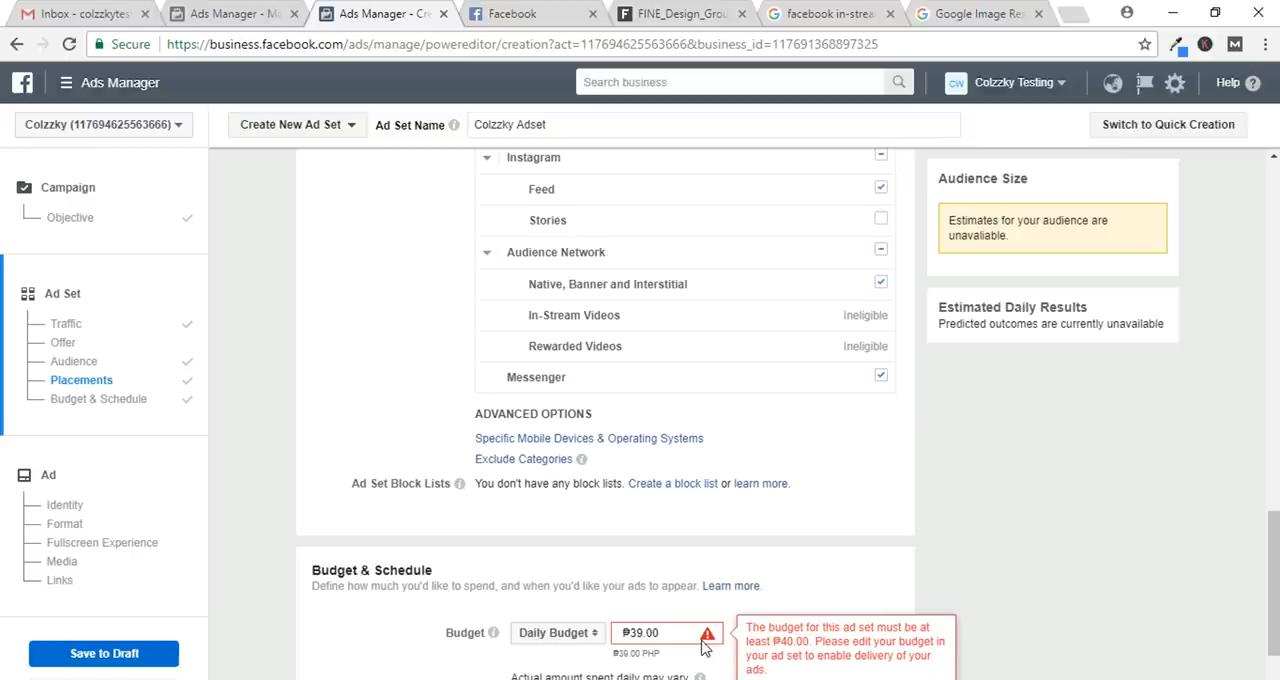 Inbox - colzzkytes
Ads Manager - Ma
Ads Manager - Cre
Facebook
FINE_Design_Grou
facebook in-strea
Google Image Res
Secure
https://business.facebook.com/ads/manage/powereditor/creation?act=117694625563666&business_id=117691368897325
Ads Manager
Search business
CW
Colzzky Testing
Help
Colzzky (117694625563666)
Create New Ad Set
Ad Set Name
Colzzky Adset
Switch to Quick Creation
Campaign
Objective
Ad Set
Traffic
Offer
Audience
Placements
Budget & Schedule
Ad
Identity
Format
Fullscreen Experience
Media
Links
Save to Draft
Instagram
Feed
Stories
Audience Network
Native, Banner and Interstitial
In-Stream Videos Ineligible
Rewarded Videos Ineligible
Messenger
ADVANCED OPTIONS
Specific Mobile Devices & Operating Systems
Exclude Categories
Ad Set Block Lists You don't have any block lists. Create a block list or learn more.
Budget & Schedule
Define how much you'd like to spend, and when you'd like your ads to appear. Learn more.
Budget Daily Budget ₱39.00
₱39.00 PHP
Actual amount spent daily may vary.
The budget for this ad set must be at
least ₱40.00. Please edit your budget in
your ad set to enable delivery of your
ads.
Audience Size
Estimates for your audience are
unavaliable.
Estimated Daily Results
Predicted outcomes are currently unavailable